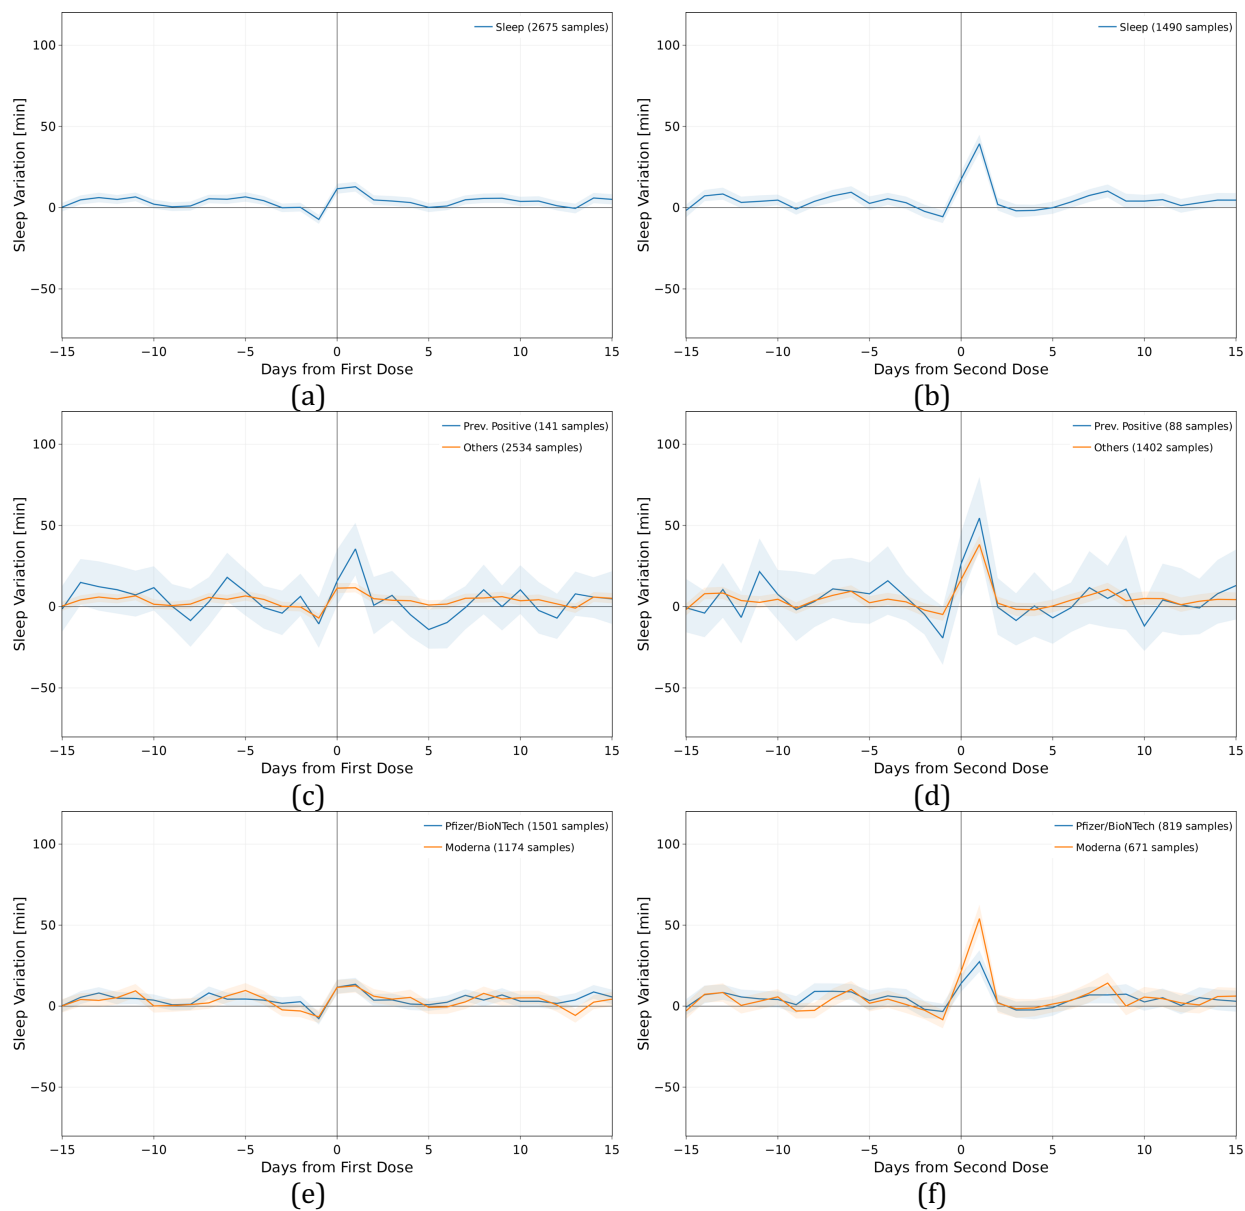 Sleep (2675 samples)
100
50
0
−50
Sleep Variation [min]
−15
−10
−5
0
5
10
15
Days from First Dose
(a)
Sleep (1490 samples)
100
50
0
−50
Sleep Variation [min]
−15
−10
−5
0
5
10
15
Days from Second Dose
(b)
Prev. Positive (141 samples)
Others (2534 samples)
100
50
0
−50
Sleep Variation [min]
−15
−10
−5
0
5
10
15
Days from First Dose
(c)
Prev. Positive (88 samples)
Others (1402 samples)
100
50
0
−50
Sleep Variation [min]
−15
−10
−5
0
5
10
15
Days from Second Dose
(d)
Pfizer/BioNTech (1501 samples)
Moderna (1174 samples)
100
50
0
−50
Sleep Variation [min]
−15
−10
−5
0
5
10
15
Days from First Dose
(e)
Pfizer/BioNTech (819 samples)
Moderna (671 samples)
100
50
0
−50
Sleep Variation [min]
−15
−10
−5
0
5
10
15
Days from Second Dose
(f)